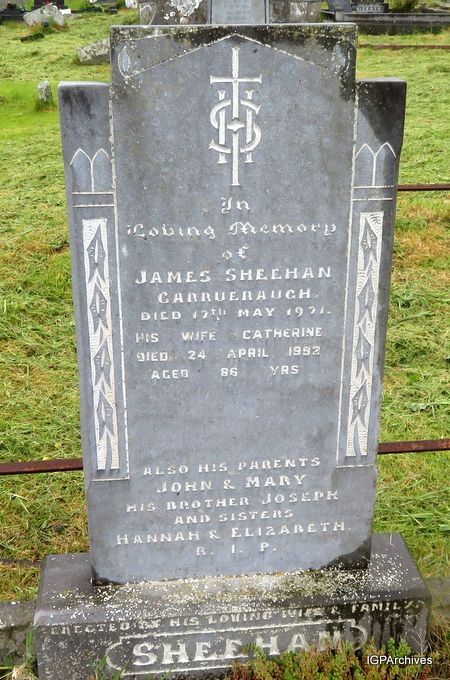 IHS
In
Loving Memory
of
JAMES SHEEHAN
GARRUERAUGH.
DIED 17TH MAY 1971.
HIS WIFE CATHERINE
DIED 24 APRIL 1992
AGED 86 YRS
ALSO HIS PARENTS
JOHN & MARY
HIS BROTHER JOSEPH
AND SISTERS
HANNAH & ELIZABETH.
R. I. P.
ERECTED BY HIS LOVING WIFE & FAMILY
SHEEHAN
IGPArchives